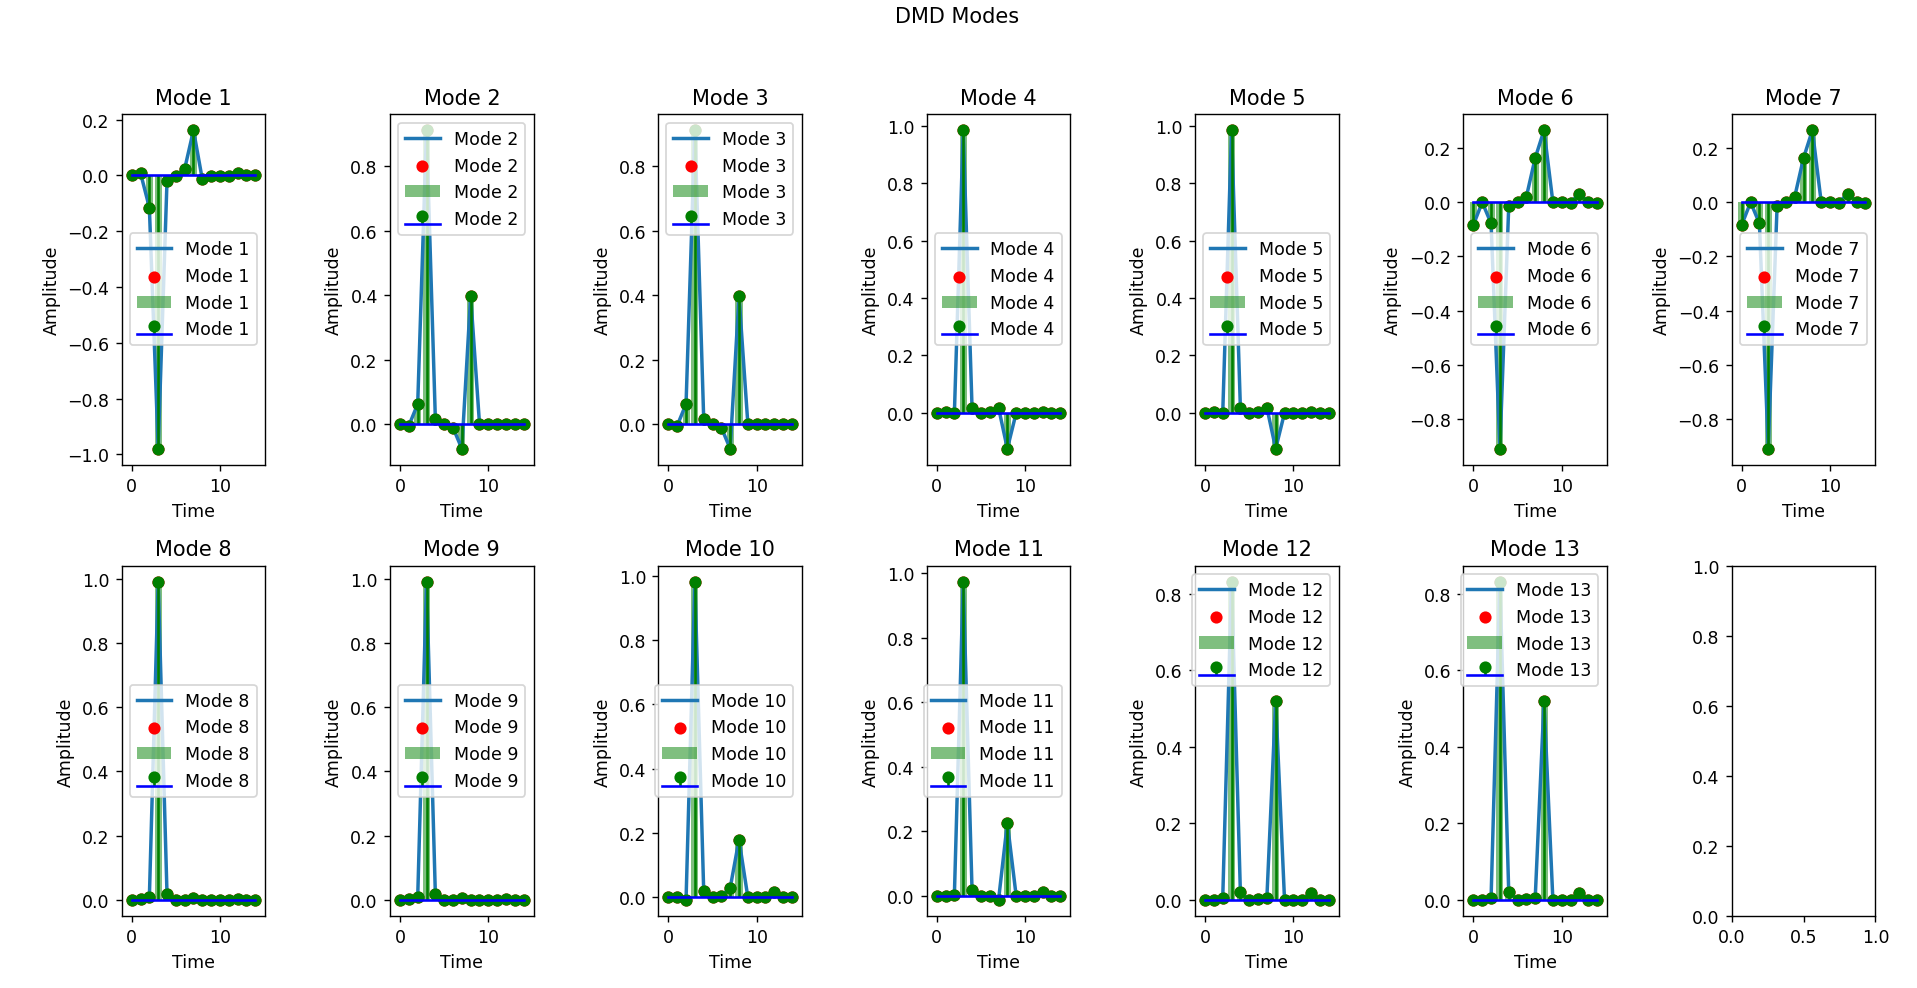 DMD Modes
Mode 1
Mode 2
Mode 3
Mode 4
Mode 5
Mode 6
Mode 7
Amplitude
0.2
0.0
−0.2
−0.4
−0.6
−0.8
−1.0
Mode 1
Mode 1
Mode 1
Mode 1
0 10
Time
Amplitude
0.8
0.6
0.4
0.2
0.0
Mode 2
Mode 2
Mode 2
Mode 2
0 10
Time
Amplitude
0.8
0.6
0.4
0.2
0.0
Mode 3
Mode 3
Mode 3
Mode 3
0 10
Time
Amplitude
1.0
0.8
0.6
0.4
0.2
0.0
Mode 4
Mode 4
Mode 4
Mode 4
0 10
Time
Amplitude
1.0
0.8
0.6
0.4
0.2
0.0
Mode 5
Mode 5
Mode 5
Mode 5
0 10
Time
Amplitude
0.2
0.0
−0.2
−0.4
−0.6
−0.8
Mode 6
Mode 6
Mode 6
Mode 6
0 10
Time
Amplitude
0.2
0.0
−0.2
−0.4
−0.6
−0.8
Mode 7
Mode 7
Mode 7
Mode 7
0 10
Time
Mode 8
Mode 9
Mode 10
Mode 11
Mode 12
Mode 13
Amplitude
1.0
0.8
0.6
0.4
0.2
0.0
Mode 8
Mode 8
Mode 8
Mode 8
0 10
Time
Amplitude
1.0
0.8
0.6
0.4
0.2
0.0
Mode 9
Mode 9
Mode 9
Mode 9
0 10
Time
Amplitude
1.0
0.8
0.6
0.4
0.2
0.0
Mode 10
Mode 10
Mode 10
Mode 10
0 10
Time
Amplitude
1.0
0.8
0.6
0.4
0.2
0.0
Mode 11
Mode 11
Mode 11
Mode 11
0 10
Time
Amplitude
0.8
0.6
0.4
0.2
0.0
Mode 12
Mode 12
Mode 12
Mode 12
0 10
Time
Amplitude
0.8
0.6
0.4
0.2
0.0
Mode 13
Mode 13
Mode 13
Mode 13
0 10
Time
1.0
0.8
0.6
0.4
0.2
0.0
0.0 0.5 1.0